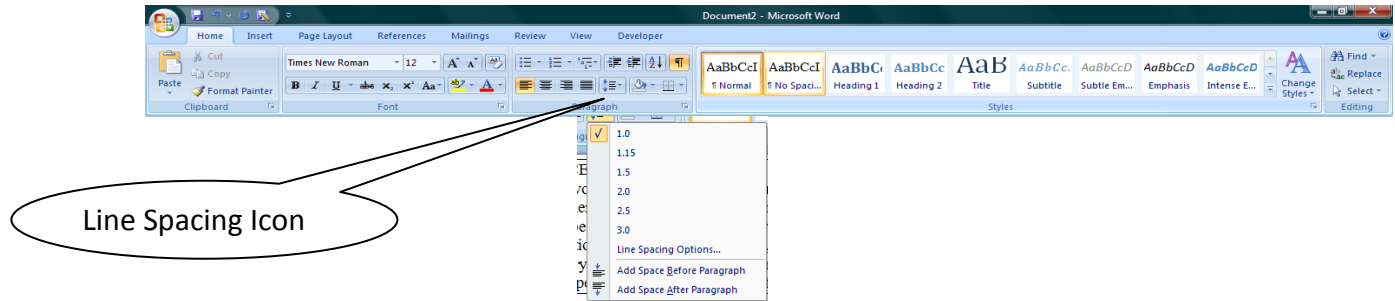 Document2 - Microsoft Word
Home Insert Page Layout References Mailings Review View Developer
Paste
Cut
Copy
Format Painter
Clipboard
Times New Roman 12
B I U abc x₂ x² Aa A
Font
Paragraph
AaBbCcI AaBbCcI AaBbC AaBbCc AaB AaBbCc. AaBbCcD AaBbCcD AaBbCcD
¶ Normal ¶ No Spaci... Heading 1 Heading 2 Title Subtitle Subtle Em... Emphasis Intense E...
Change Styles
Styles
Find
Replace
Select
Editing
1.0
1.15
1.5
2.0
2.5
3.0
Line Spacing Options...
Add Space Before Paragraph
Add Space After Paragraph
Line Spacing Icon